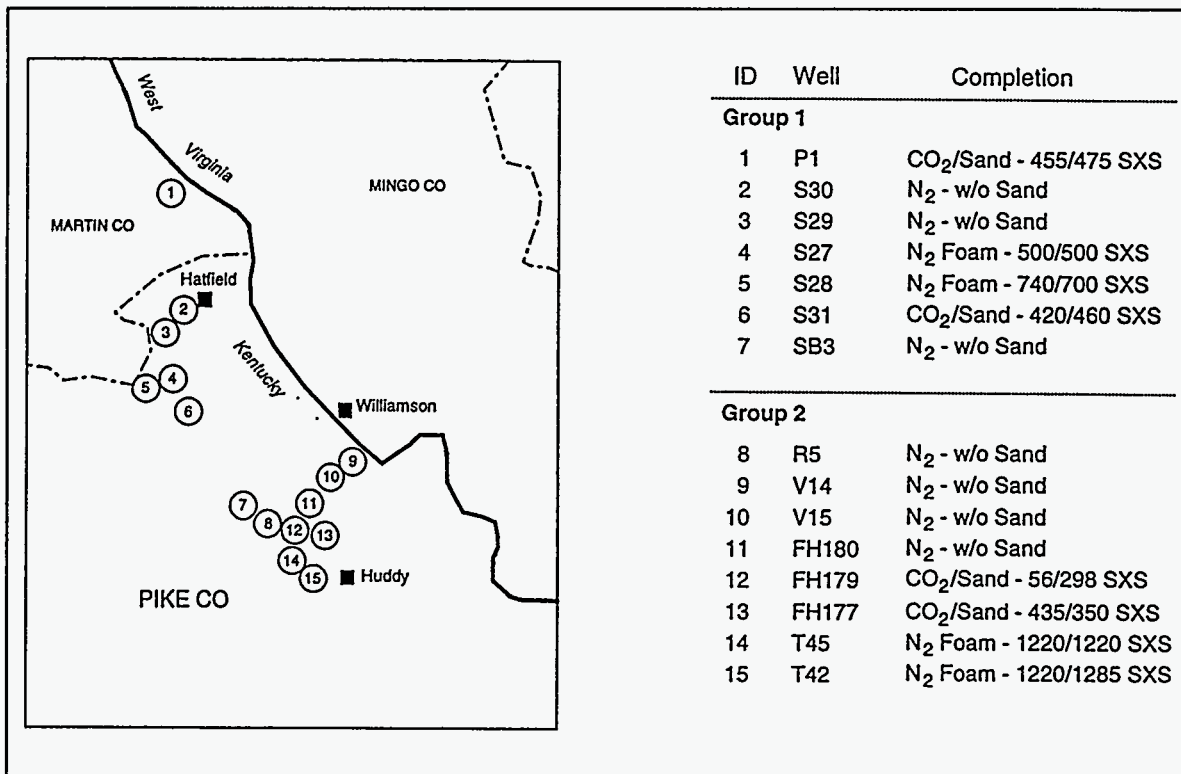 West
Virginia
1
MINGO CO
MARTIN CO
Hatfield
2
3
Kentucky
4
5
6
Williamson
9
10
7
11
8
12
13
14
15
Huddy
PIKE CO
ID Well Completion
Group 1
1 P1 CO₂/Sand - 455/475 SXS
2 S30 N₂ - w/o Sand
3 S29 N₂ - w/o Sand
4 S27 N₂ Foam - 500/500 SXS
5 S28 N₂ Foam - 740/700 SXS
6 S31 CO₂/Sand - 420/460 SXS
7 SB3 N₂ - w/o Sand
Group 2
8 R5 N₂ - w/o Sand
9 V14 N₂ - w/o Sand
10 V15 N₂ - w/o Sand
11 FH180 N₂ - w/o Sand
12 FH179 CO₂/Sand - 56/298 SXS
13 FH177 CO₂/Sand - 435/350 SXS
14 T45 N₂ Foam - 1220/1220 SXS
15 T42 N₂ Foam - 1220/1285 SXS